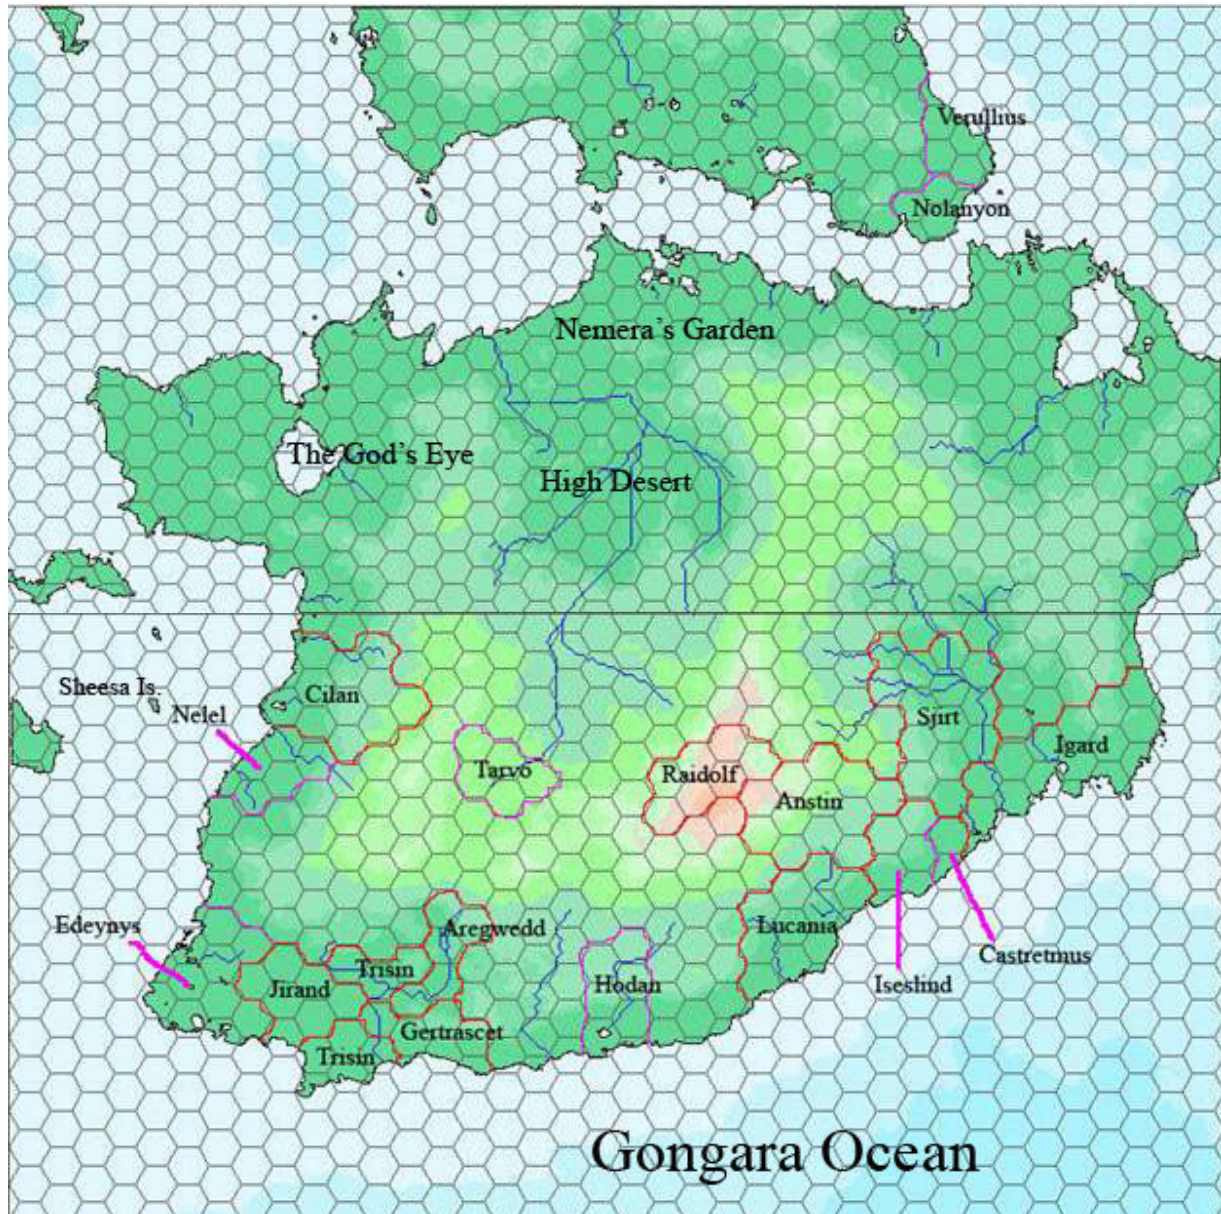 Verullius
Nolanyon
Nemera's Garden
The God's Eye
High Desert
Sheesa Is.
Cilan
Nelel
Sjirt
Igard
Tarvo
Raidolf
Anstin
Edeynys
Aregwedd
Lucania
Trisin
Castretmus
Jirand
Hodan
Iseslind
Gertrascet
Trisin
Gongara Ocean